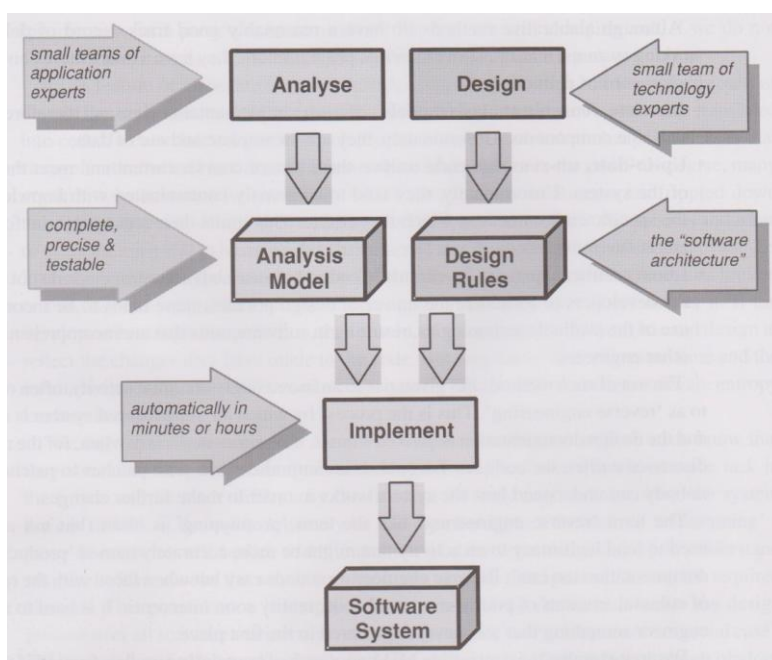 small teams of
application
experts
Analyse
Design
small team of
technology
experts
complete,
precise &
testable
Analysis
Model
Design
Rules
the "software
architecture"
automatically in
minutes or hours
Implement
Software
System